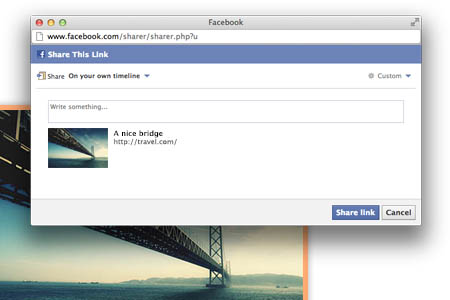 Facebook
www.facebook.com/sharer/sharer.php?u
Share This Link
Share On your own timeline Custom
Write something...
A nice bridge
http://travel.com/
Share link Cancel